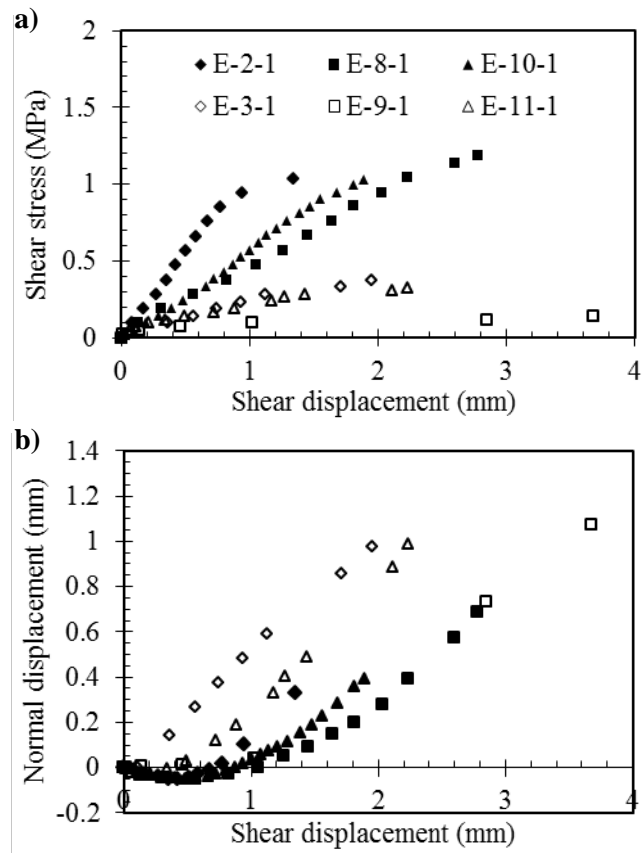 a)
2
1.5
1
0.5
0
Shear stress (MPa)
E-2-1 E-8-1 E-10-1
E-3-1 E-9-1 E-11-1
0 1 2 3 4
Shear displacement (mm)
b)
1.4
1.2
1
0.8
0.6
0.4
0.2
0
-0.2
Normal displacement (mm)
0 1 2 3 4
Shear displacement (mm)